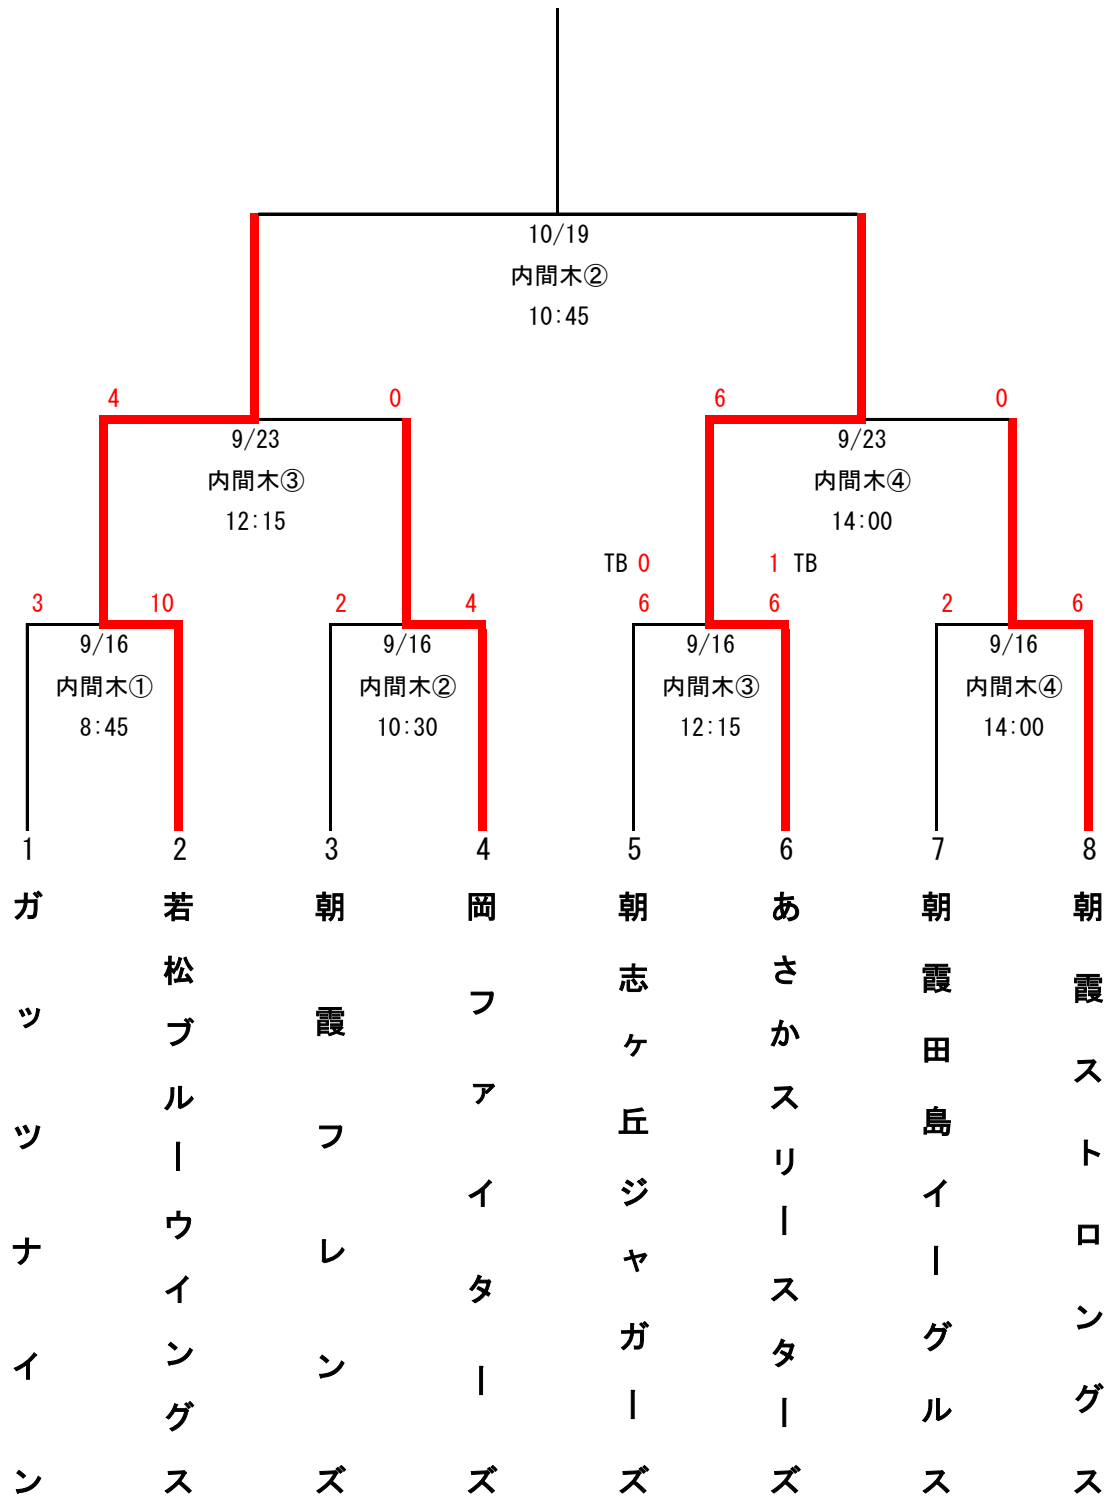 10/19
内間木②
10:45
4
0
6
0
9/23
内間木③
12:15
9/23
内間木④
14:00
TB 0
1 TB
3
10
2
4
6
6
2
6
9/16
内間木①
8:45
9/16
内間木②
10:30
9/16
内間木③
12:15
9/16
内間木④
14:00
1
2
3
4
5
6
7
8
ガッツナイン
若松ブルーウイングス
朝霞フレンズ
岡ファイターズ
朝志ヶ丘ジャガーズ
あさかスリースターズ
朝霞田島イーグルス
朝霞ストロングス